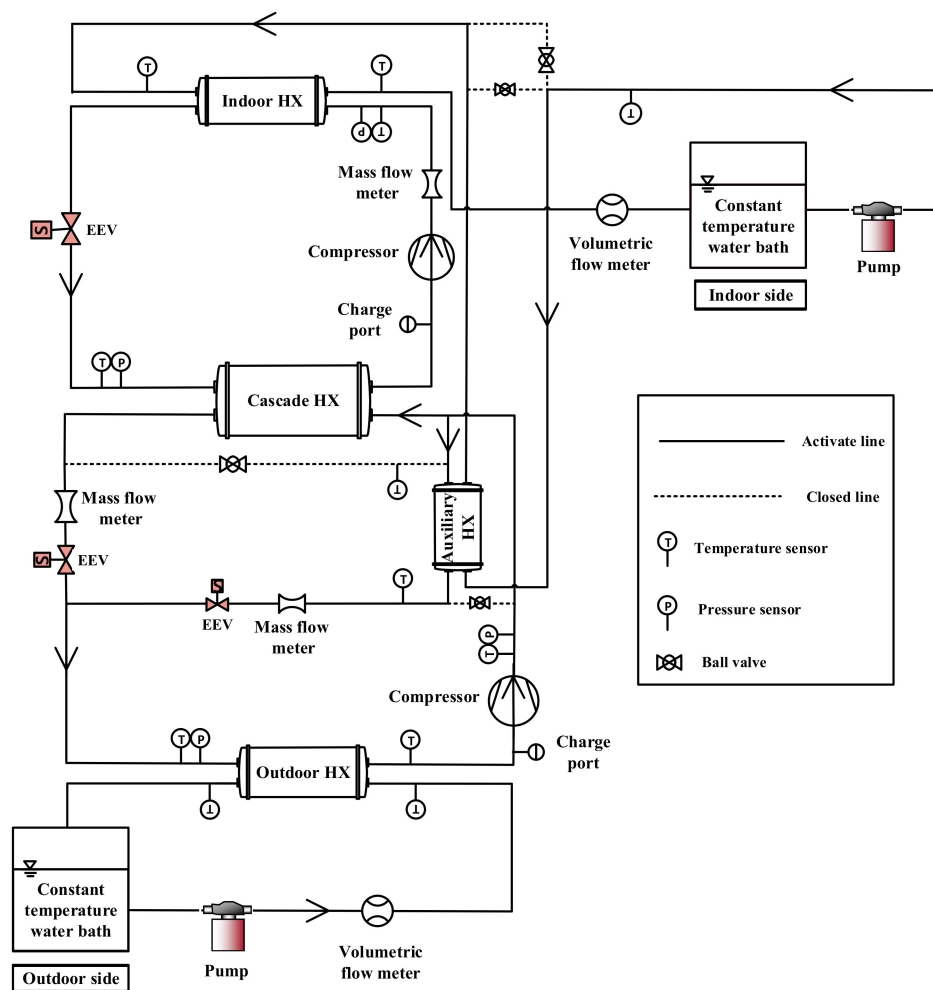 T
T
Indoor HX
P
T
T
Mass flow
meter
Constant
temperature
water bath
S
EEV
Volumetric
flow meter
Pump
Compressor
Indoor side
Charge
port
T
P
Cascade HX
Activate line
T
Mass flow
meter
Auxiliary
HX
Closed line
S
EEV
T
Temperature sensor
S
T
EEV
Mass flow
meter
P
Pressure sensor
P
T
Ball valve
Compressor
T
P
T
Charge
port
Outdoor HX
T
T
Constant
temperature
water bath
Pump
Volumetric
flow meter
Outdoor side